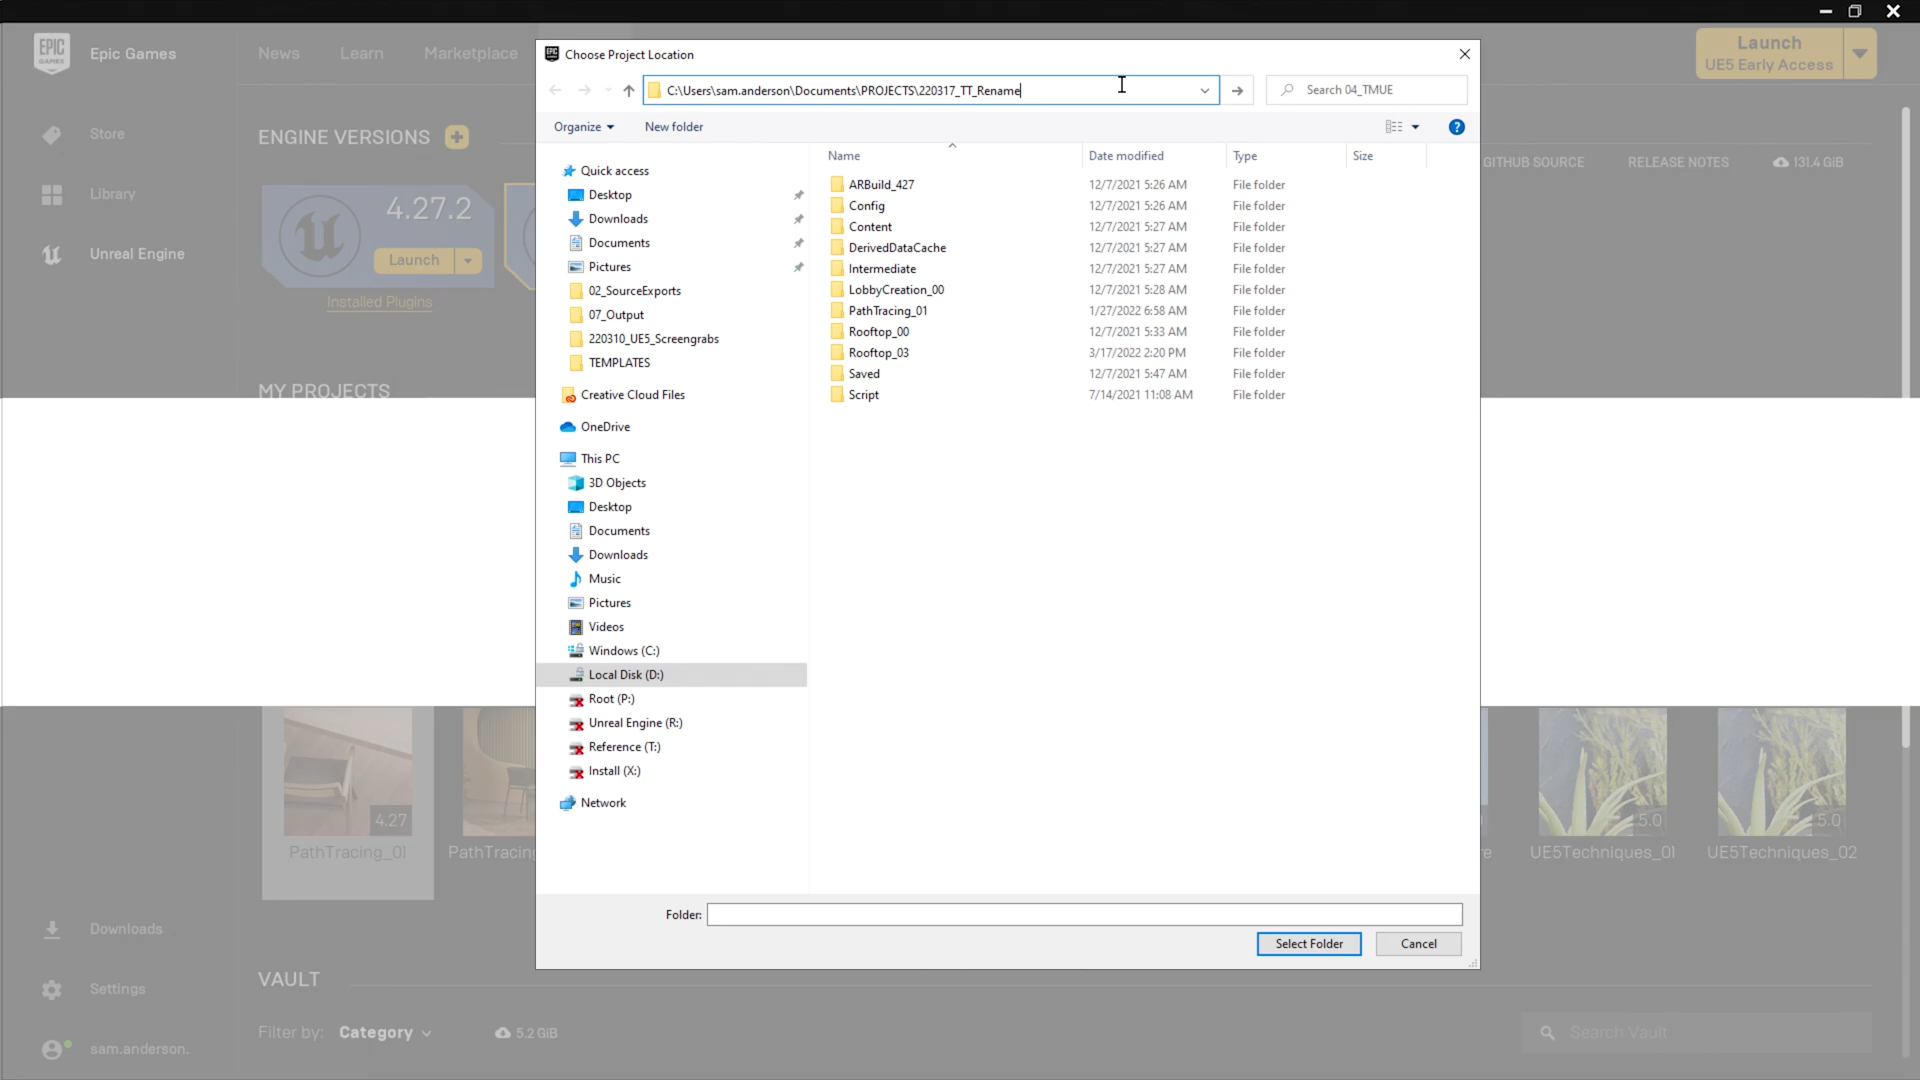 EPIC GAMES
Epic Games
News
Learn
Marketplace
Launch
UE5 Early Access
Store
Library
Unreal Engine
ENGINE VERSIONS
4.27.2
Launch
Installed Plugins
GITHUB SOURCE
RELEASE NOTES
131.4 GiB
MY PROJECTS
Choose Project Location
C:\Users\sam.anderson\Documents\PROJECTS\220317_TT_Rename
Search 04_TMUE
Organize
New folder
Quick access
Desktop
Downloads
Documents
Pictures
02_SourceExports
07_Output
220310_UE5_Screengrabs
TEMPLATES
Creative Cloud Files
OneDrive
This PC
3D Objects
Desktop
Documents
Downloads
Music
Pictures
Videos
Windows (C:)
Local Disk (D:)
Root (P:)
Unreal Engine (R:)
Reference (T:)
Install (X:)
Network
Name Date modified Type Size
ARBuild_427 12/7/2021 5:26 AM File folder
Config 12/7/2021 5:26 AM File folder
Content 12/7/2021 5:27 AM File folder
DerivedDataCache 12/7/2021 5:27 AM File folder
Intermediate 12/7/2021 5:27 AM File folder
LobbyCreation_00 12/7/2021 5:28 AM File folder
PathTracing_01 1/27/2022 6:58 AM File folder
Rooftop_00 12/7/2021 5:33 AM File folder
Rooftop_03 3/17/2022 2:20 PM File folder
Saved 12/7/2021 5:47 AM File folder
Script 7/14/2021 11:08 AM File folder
Folder:
Select Folder
Cancel
4.27
PathTracing_01
PathTracing
re
5.0
UE5Techniques_01
5.0
UE5Techniques_02
Downloads
Settings
sam.anderson.
VAULT
Filter by: Category
5.2 GiB
Search Vault